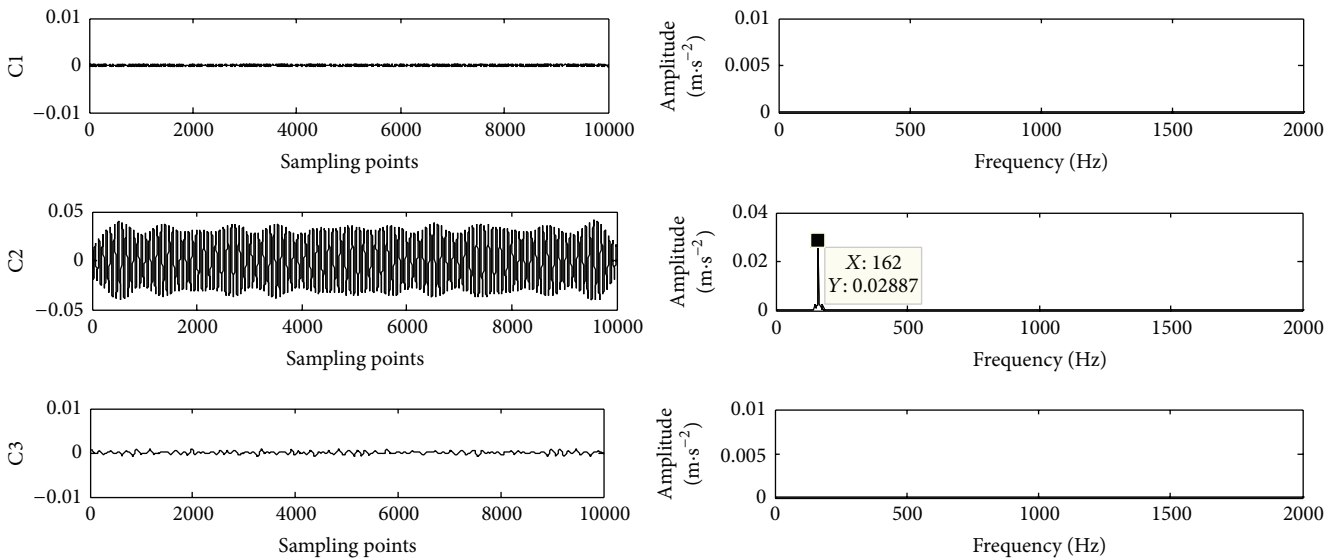 0.01
0
−0.01
C1
0 2000 4000 6000 8000 10000
Sampling points
0.01
0.005
0
Amplitude
(m·s⁻²)
0 500 1000 1500 2000
Frequency (Hz)
0.05
0
−0.05
C2
0 2000 4000 6000 8000 10000
Sampling points
0.04
0.02
0
Amplitude
(m·s⁻²)
X: 162
Y: 0.02887
0 500 1000 1500 2000
Frequency (Hz)
0.01
0
−0.01
C3
0 2000 4000 6000 8000 10000
Sampling points
0.01
0.005
0
Amplitude
(m·s⁻²)
0 500 1000 1500 2000
Frequency (Hz)